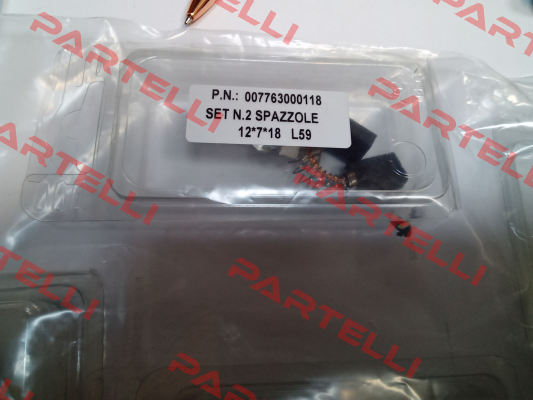 P.N.: 007763000118
SET N.2 SPAZZOLE
12*7*18 L59
PARTELLI
PARTELLI
PARTELLI
PARTELLI
PARTELLI
PARTELLI